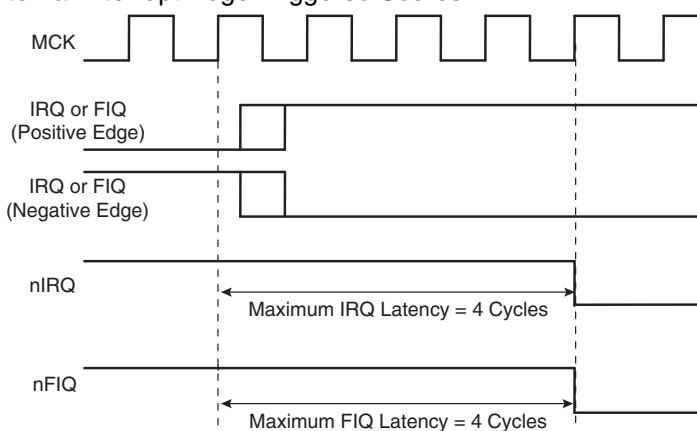 MCK
IRQ or FIQ
(Positive Edge)
IRQ or FIQ
(Negative Edge)
nIRQ
Maximum IRQ Latency = 4 Cycles
nFIQ
Maximum FIQ Latency = 4 Cycles